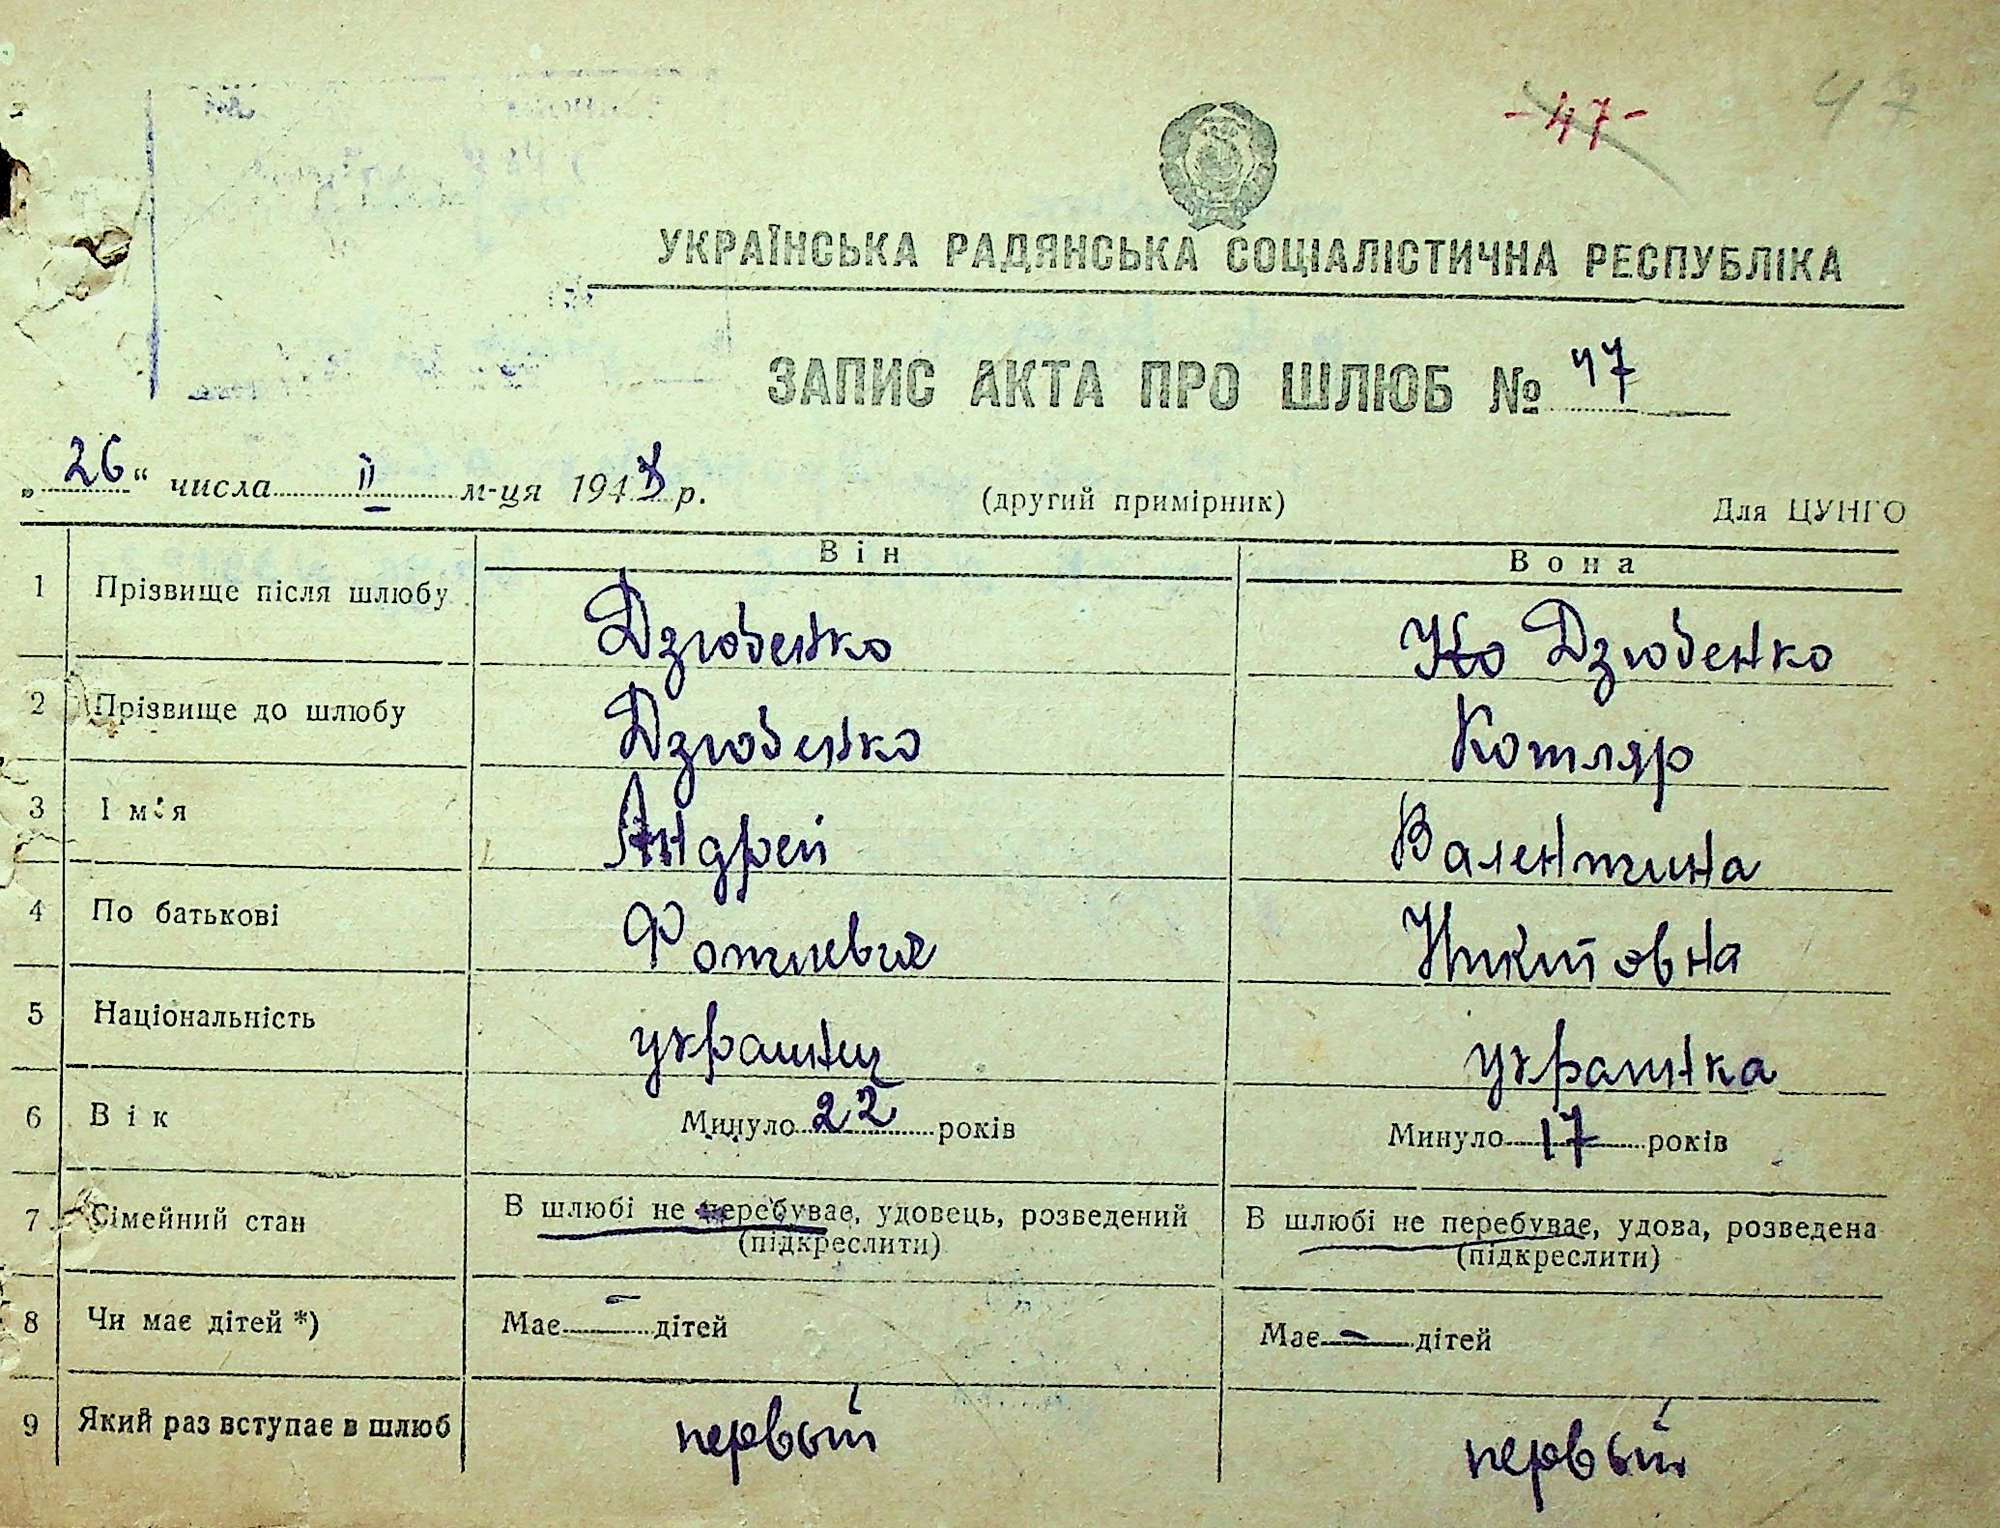 -47- 47
УКРАЇНСЬКА РАДЯНСЬКА СОЦІАЛІСТИЧНА РЕСПУБЛІКА
ЗАПИС АКТА ПРО ШЛЮБ № 47
„26“ числа II м-ця 194 р. (другий примірник) Для ЦУНГО
Він Вона
1 Прізвище після шлюбу Дзюбенко Ко Дзюбенко
2 Прізвище до шлюбу Дзюбенко Котляр
3 Ім'я Андрей Валентина
4 По батькові Фотиевич Никитовна
5 Національність украинец украинка
6 Вік Минуло 22 років Минуло 17 років
7 Сімейний стан В шлюбі не перебуває, удовець, розведений В шлюбі не перебуває, удова, розведена
(підкреслити) (підкреслити)
8 Чи має дітей *) Має - дітей Має - дітей
9 Який раз вступає в шлюб первый первый